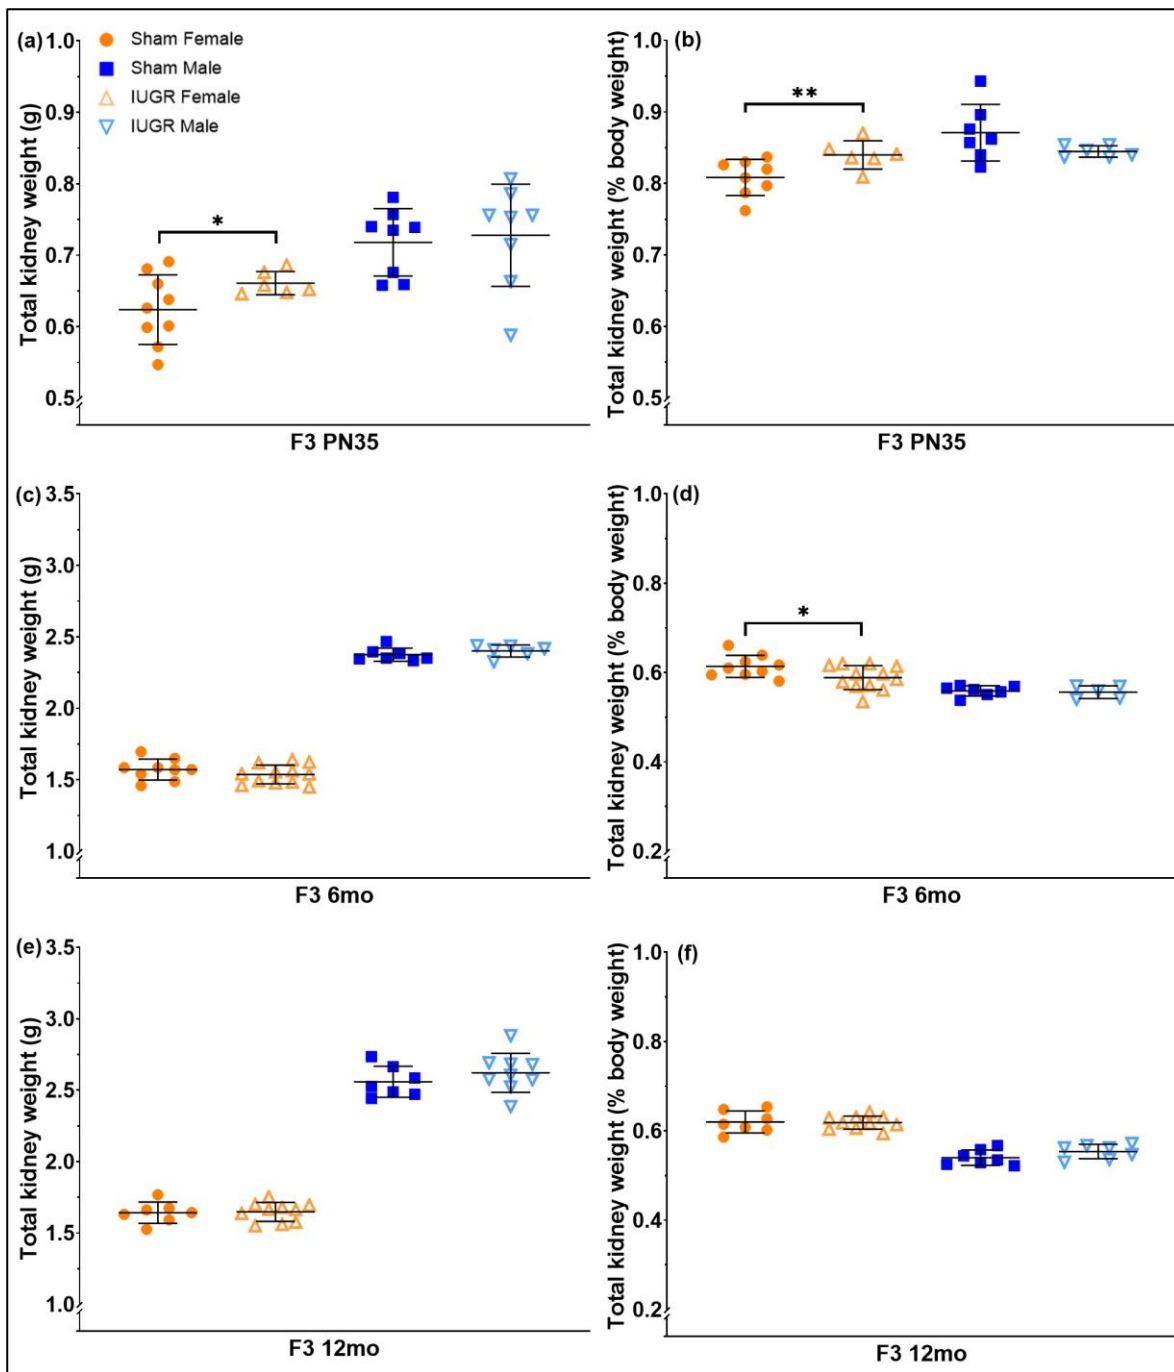 (a)
Sham Female
Sham Male
IUGR Female
IUGR Male
Total kidney weight (g)
1.0
0.9
0.8
0.7
0.6
0.5
*
F3 PN35
(b)
Total kidney weight (% body weight)
1.0
0.9
0.8
0.7
0.6
0.5
**
F3 PN35
(c)
Total kidney weight (g)
3.5
3.0
2.5
2.0
1.5
1.0
F3 6mo
(d)
Total kidney weight (% body weight)
1.0
0.8
0.6
0.4
0.2
*
F3 6mo
(e)
Total kidney weight (g)
3.5
3.0
2.5
2.0
1.5
1.0
F3 12mo
(f)
Total kidney weight (% body weight)
1.0
0.8
0.6
0.4
0.2
F3 12mo